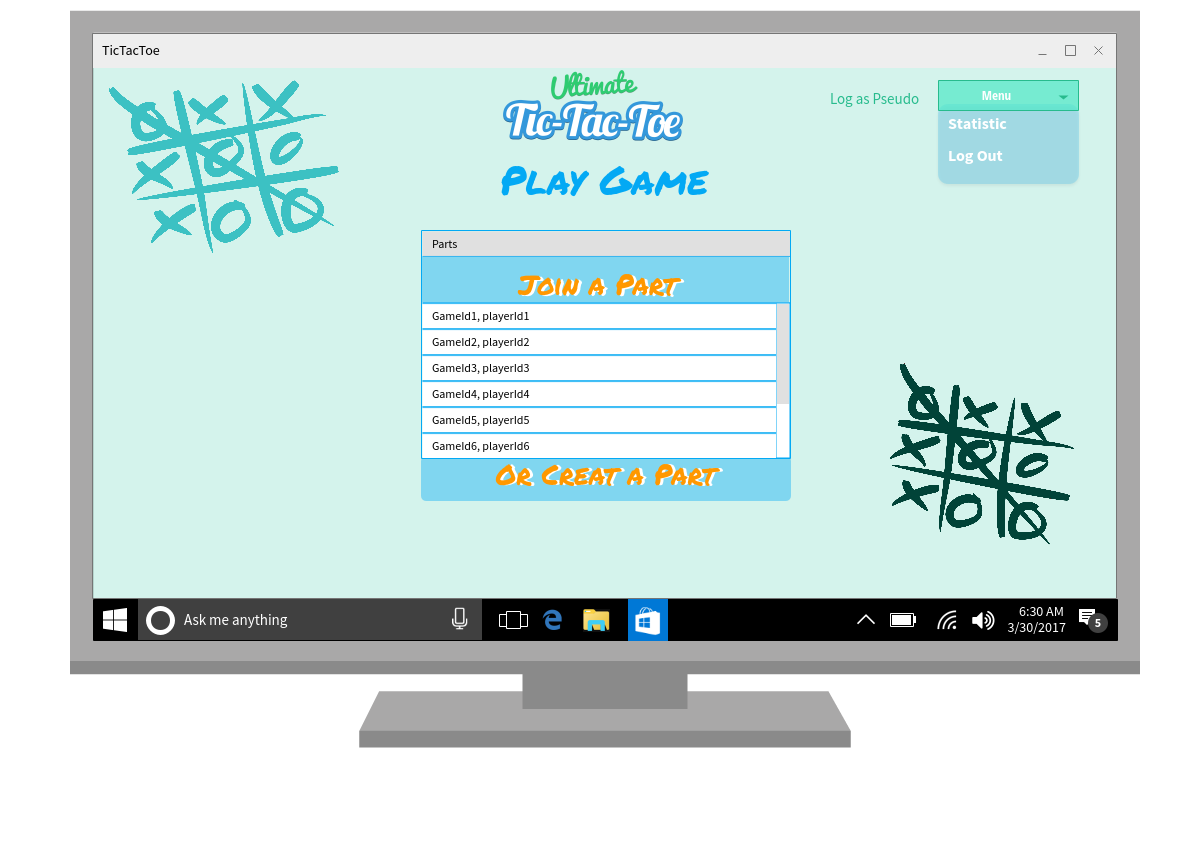 TicTacToe
Ultimate
Tic-Tac-Toe
Log as Pseudo
Menu
Statistic
Log Out
Play Game
Parts
Join a Part
GameId1, playerId1
GameId2, playerId2
GameId3, playerId3
GameId4, playerId4
GameId5, playerId5
GameId6, playerId6
Or Creat a Part
Ask me anything
6:30 AM
3/30/2017
5